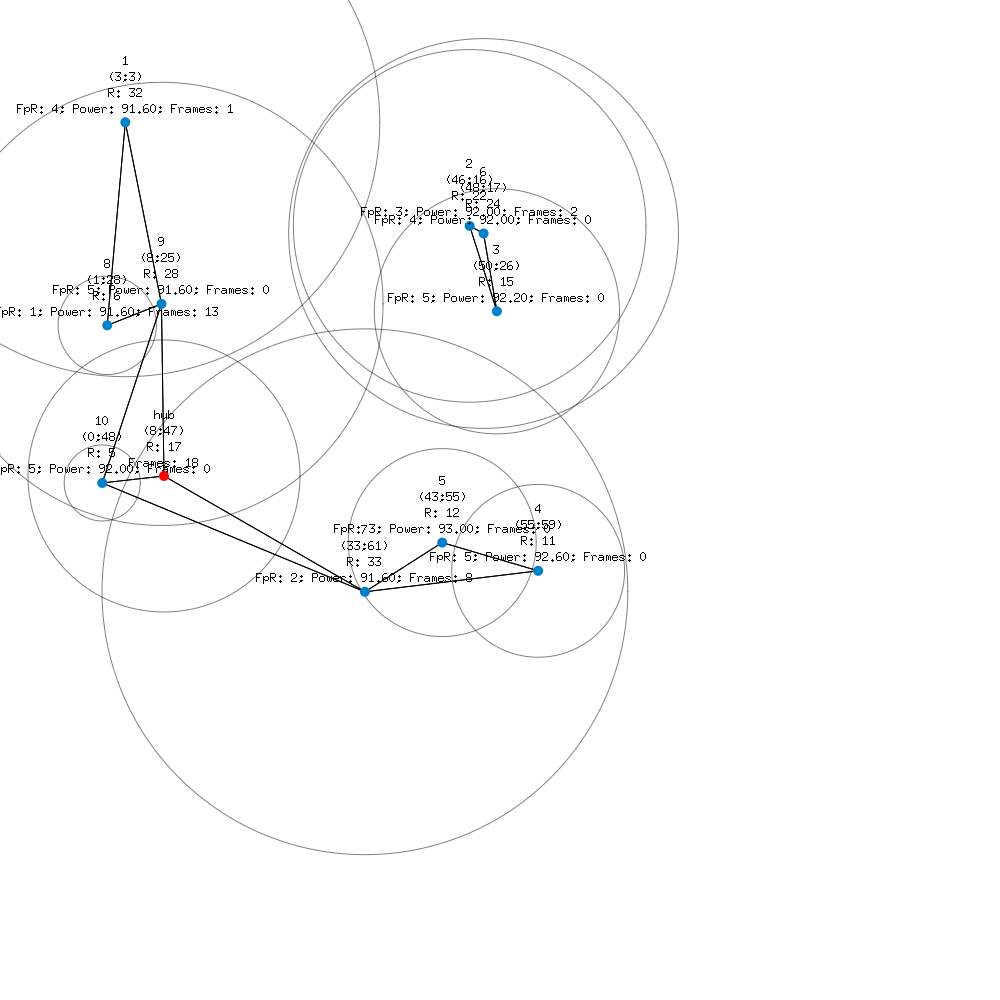 1
(3;3)
R: 32
FpR: 4; Power: 91.60; Frames: 1
2
(46;16)
R: 22
FpR: 3; Power: 92.00; Frames: 2
6
(48;17)
R: 24
FpR: 4; Power: 92.00; Frames: 0
3
(50;26)
R: 15
FpR: 5; Power: 92.20; Frames: 0
9
(8;25)
R: 28
FpR: 5; Power: 91.60; Frames: 0
8
(1;28)
R: 6
FpR: 1; Power: 91.60; Frames: 13
hub
(8;47)
R: 17
Frames: 18
10
(0;48)
R: 5
pR: 5; Power: 92.00; Frames: 0
5
(43;55)
R: 12
FpR: 3; Power: 93.00; Frames: 0
7
(33;61)
R: 33
FpR: 2; Power: 91.60; Frames: 8
4
(55;59)
R: 11
FpR: 5; Power: 92.60; Frames: 0